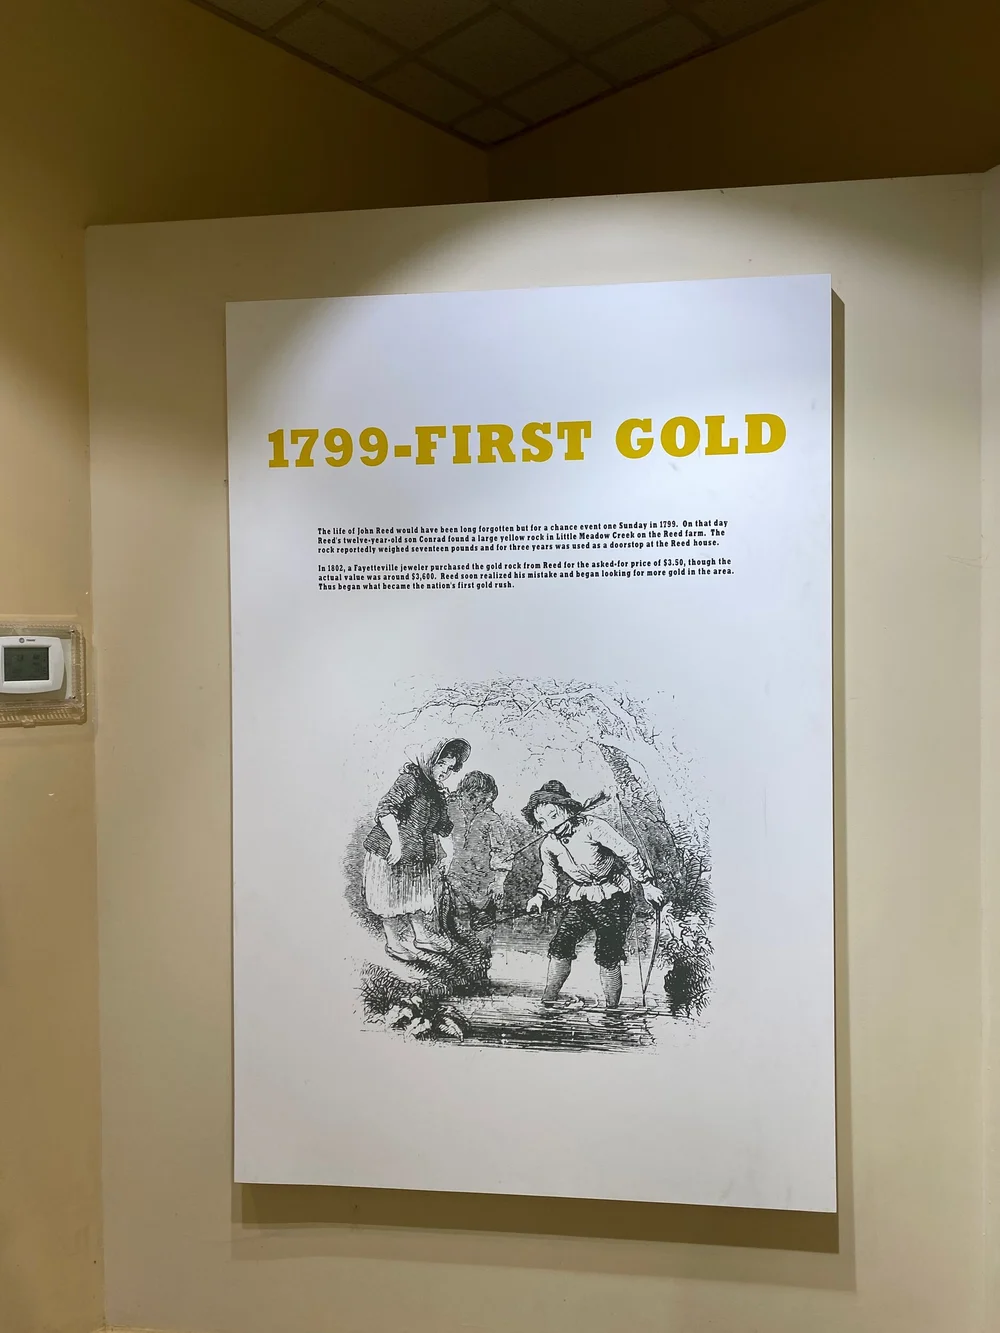 1799-FIRST GOLD
The life of John Reed would have been long forgotten but for a chance event one Sunday in 1799. On that day
Reed's twelve-year-old son Conrad found a large yellow rock in Little Meadow Creek on the Reed farm. The
rock reportedly weighed seventeen pounds and for three years was used as a doorstop at the Reed house.
In 1802, a Fayetteville jeweler purchased the gold rock from Reed for the asked-for price of $3.50, though the
actual value was around $3,600. Reed soon realized his mistake and began looking for more gold in the area.
Thus began what became the nation's first gold rush.